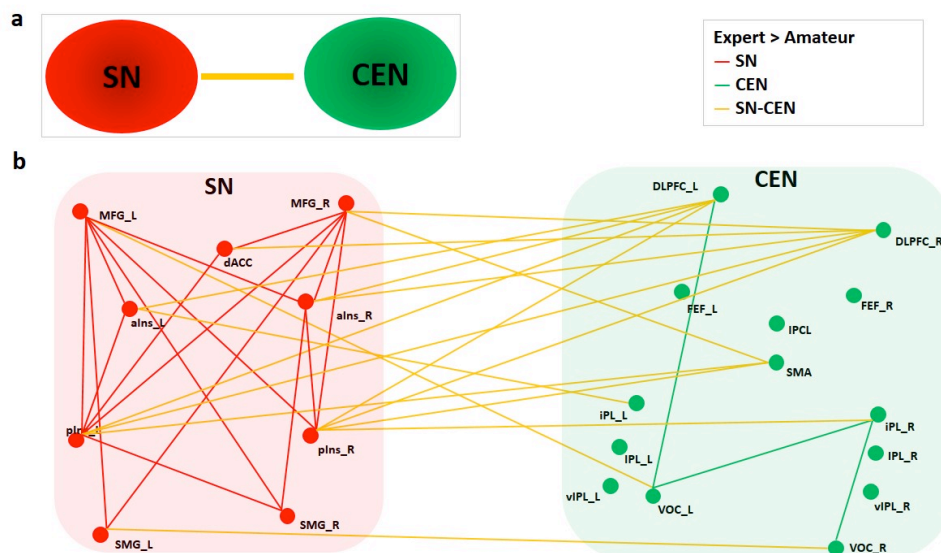 a
SN
CEN
Expert > Amateur
SN
CEN
SN-CEN
b
SN
CEN
MFG_L
MFG_R
dACC
aIns_L
aIns_R
pIns_L
pIns_R
SMG_L
SMG_R
DLPFC_L
DLPFC_R
FEF_L
FEF_R
IPCL
SMA
iPL_L
iPL_R
IPL_L
IPL_R
vIPL_L
vIPL_R
VOC_L
VOC_R